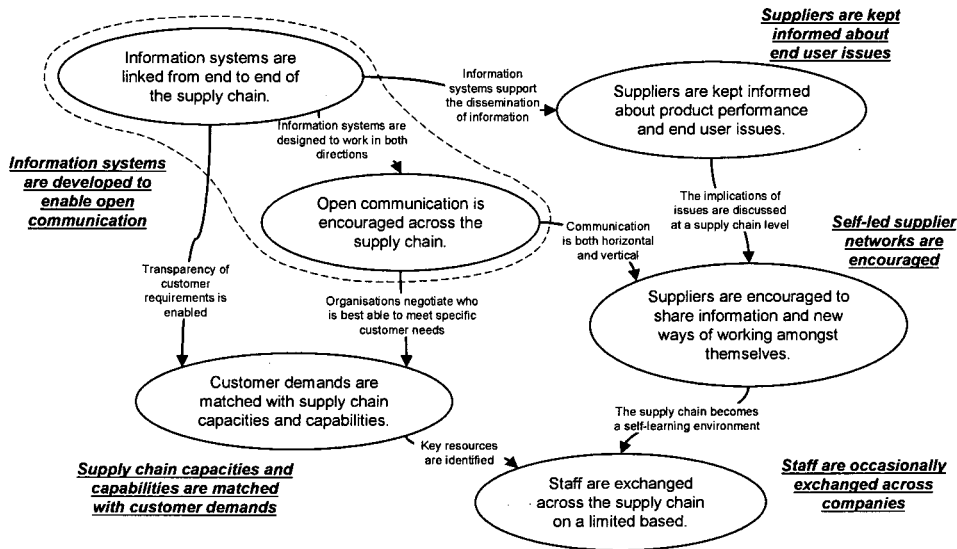 Suppliers are kept
informed about
end user issues
Information systems are
linked from end to end of
the supply chain.
Information
systems support
the dissemination
of information
Suppliers are kept informed
about product performance
and end user issues.
Information systems are
designed to work in both
directions
Information systems
are developed to
enable open
communication
Open communication is
encouraged across the
supply chain.
Communication
is both horizontal
and vertical
The implications of
issues are discussed
at a supply chain level
Self-led supplier
networks are
encouraged
Transparency of
customer
requirements is
enabled
Organisations negotiate who
is best able to meet specific
customer needs
Suppliers are encouraged to
share information and new
ways of working amongst
themselves.
Customer demands are
matched with supply chain
capacities and capabilities.
The supply chain becomes
a self-learning environment
Key resources
are identified
Supply chain capacities and
capabilities are matched
with customer demands
Staff are exchanged
across the supply chain
on a limited based.
Staff are occasionally
exchanged across
companies